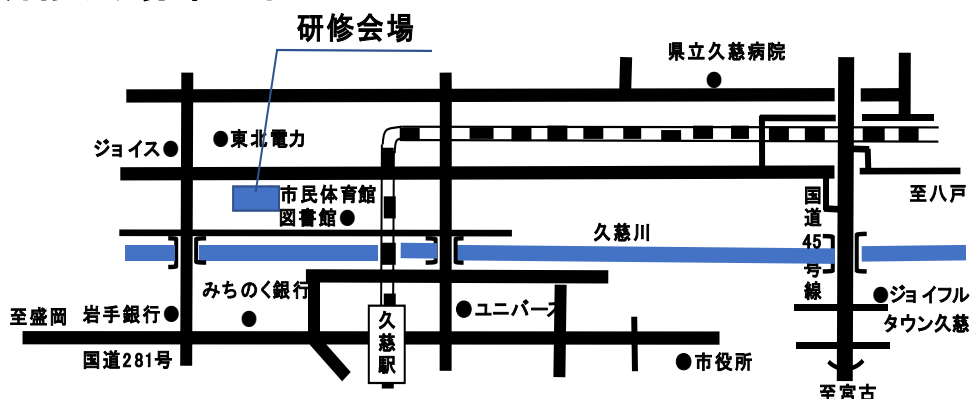 研修会場
県立久慈病院
●東北電力
ジョイス●
市民体育館
図書館●
至八戸
国道45号線
久慈川
みちのく銀行
●ジョイフル
タウン久慈
至盛岡
岩手銀行●
●ユニバース
久慈駅
国道281号
●市役所
至宮古